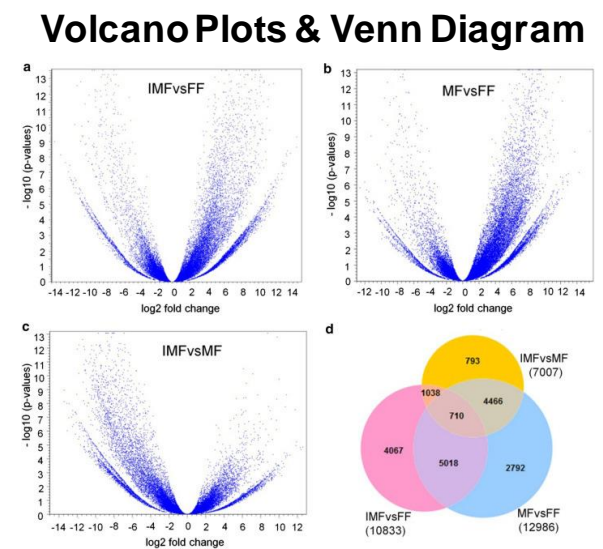 Volcano Plots & Venn Diagram
a
IMFvsFF
- log10 (p-values)
13
12
11
10
9
8
7
6
5
4
3
2
1
0
-14 -12 -10 -8 -6 -4 -2 0 2 4 6 8 10 12 14
log2 fold change
b
MFvsFF
- log10 (p-values)
13
12
11
10
9
8
7
6
5
4
3
2
1
0
-12 -10 -8 -6 -4 -2 0 2 4 6 8 10 12 14
log2 fold change
c
IMFvsMF
- log10 (p-values)
13
12
11
10
9
8
7
6
5
4
3
2
1
0
-14 -12 -10 -8 -6 -4 -2 0 2 4 6 8 10 12
log2 fold change
d
793
IMFvsMF
(7007)
1038
4466
710
4067
5018
2792
IMFvsFF
(10833)
MFvsFF
(12986)